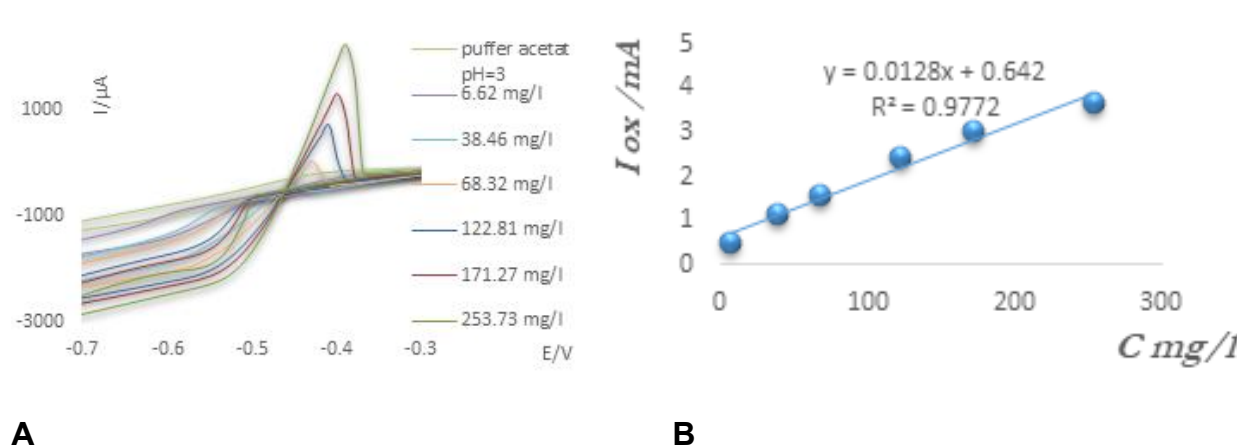 I/µA
1000
-1000
-3000
-0.7 -0.6 -0.5 -0.4 -0.3
E/V
puffer acetat
pH=3
6.62 mg/l
38.46 mg/l
68.32 mg/l
122.81 mg/l
171.27 mg/l
253.73 mg/l
A
I ox /mA
5
4
3
2
1
0
y = 0.0128x + 0.642
R² = 0.9772
0 100 200 300
C mg/l
B